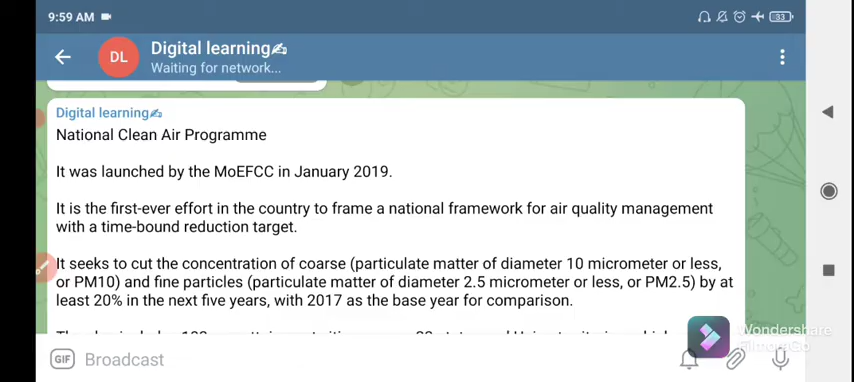 9:59 AM
33
DL
Digital learning✍
Waiting for network...
Digital learning✍
National Clean Air Programme
It was launched by the MoEFCC in January 2019.
It is the first-ever effort in the country to frame a national framework for air quality management
with a time-bound reduction target.
It seeks to cut the concentration of coarse (particulate matter of diameter 10 micrometer or less,
or PM10) and fine particles (particulate matter of diameter 2.5 micrometer or less, or PM2.5) by at
least 20% in the next five years, with 2017 as the base year for comparison.
Wondershare
FilmoraGo
GIF
Broadcast